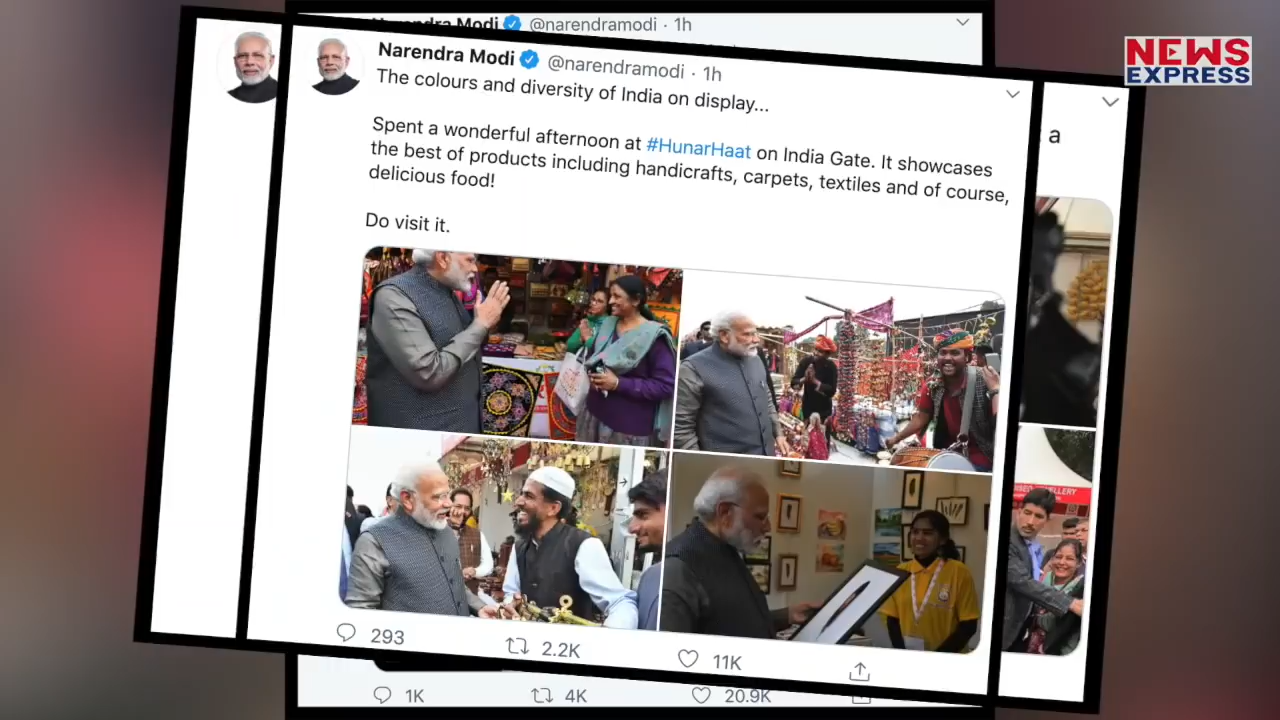 Narendra Modi @narendramodi · 1h
Narendra Modi @narendramodi · 1h
The colours and diversity of India on display...
Spent a wonderful afternoon at #HunarHaat on India Gate. It showcases
the best of products including handicrafts, carpets, textiles and of course,
delicious food!
Do visit it.
293 2.2K 11K
1K 4K 20.9K
a
NEWS
EXPRESS